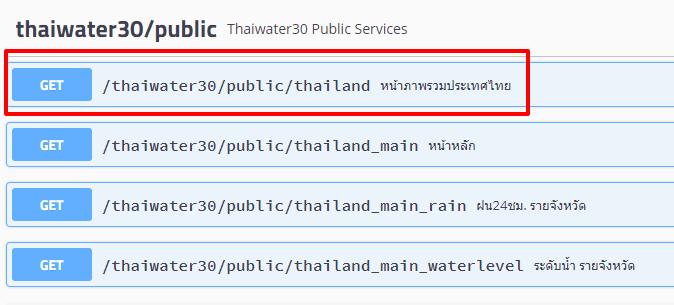 thaiwater30/public Thaiwater30 Public Services
GET /thaiwater30/public/thailand หน้าภาพรวมประเทศไทย
GET /thaiwater30/public/thailand_main หน้าหลัก
GET /thaiwater30/public/thailand_main_rain ฝน24ชม. รายจังหวัด
GET /thaiwater30/public/thailand_main_waterlevel ระดับน้ำ รายจังหวัด